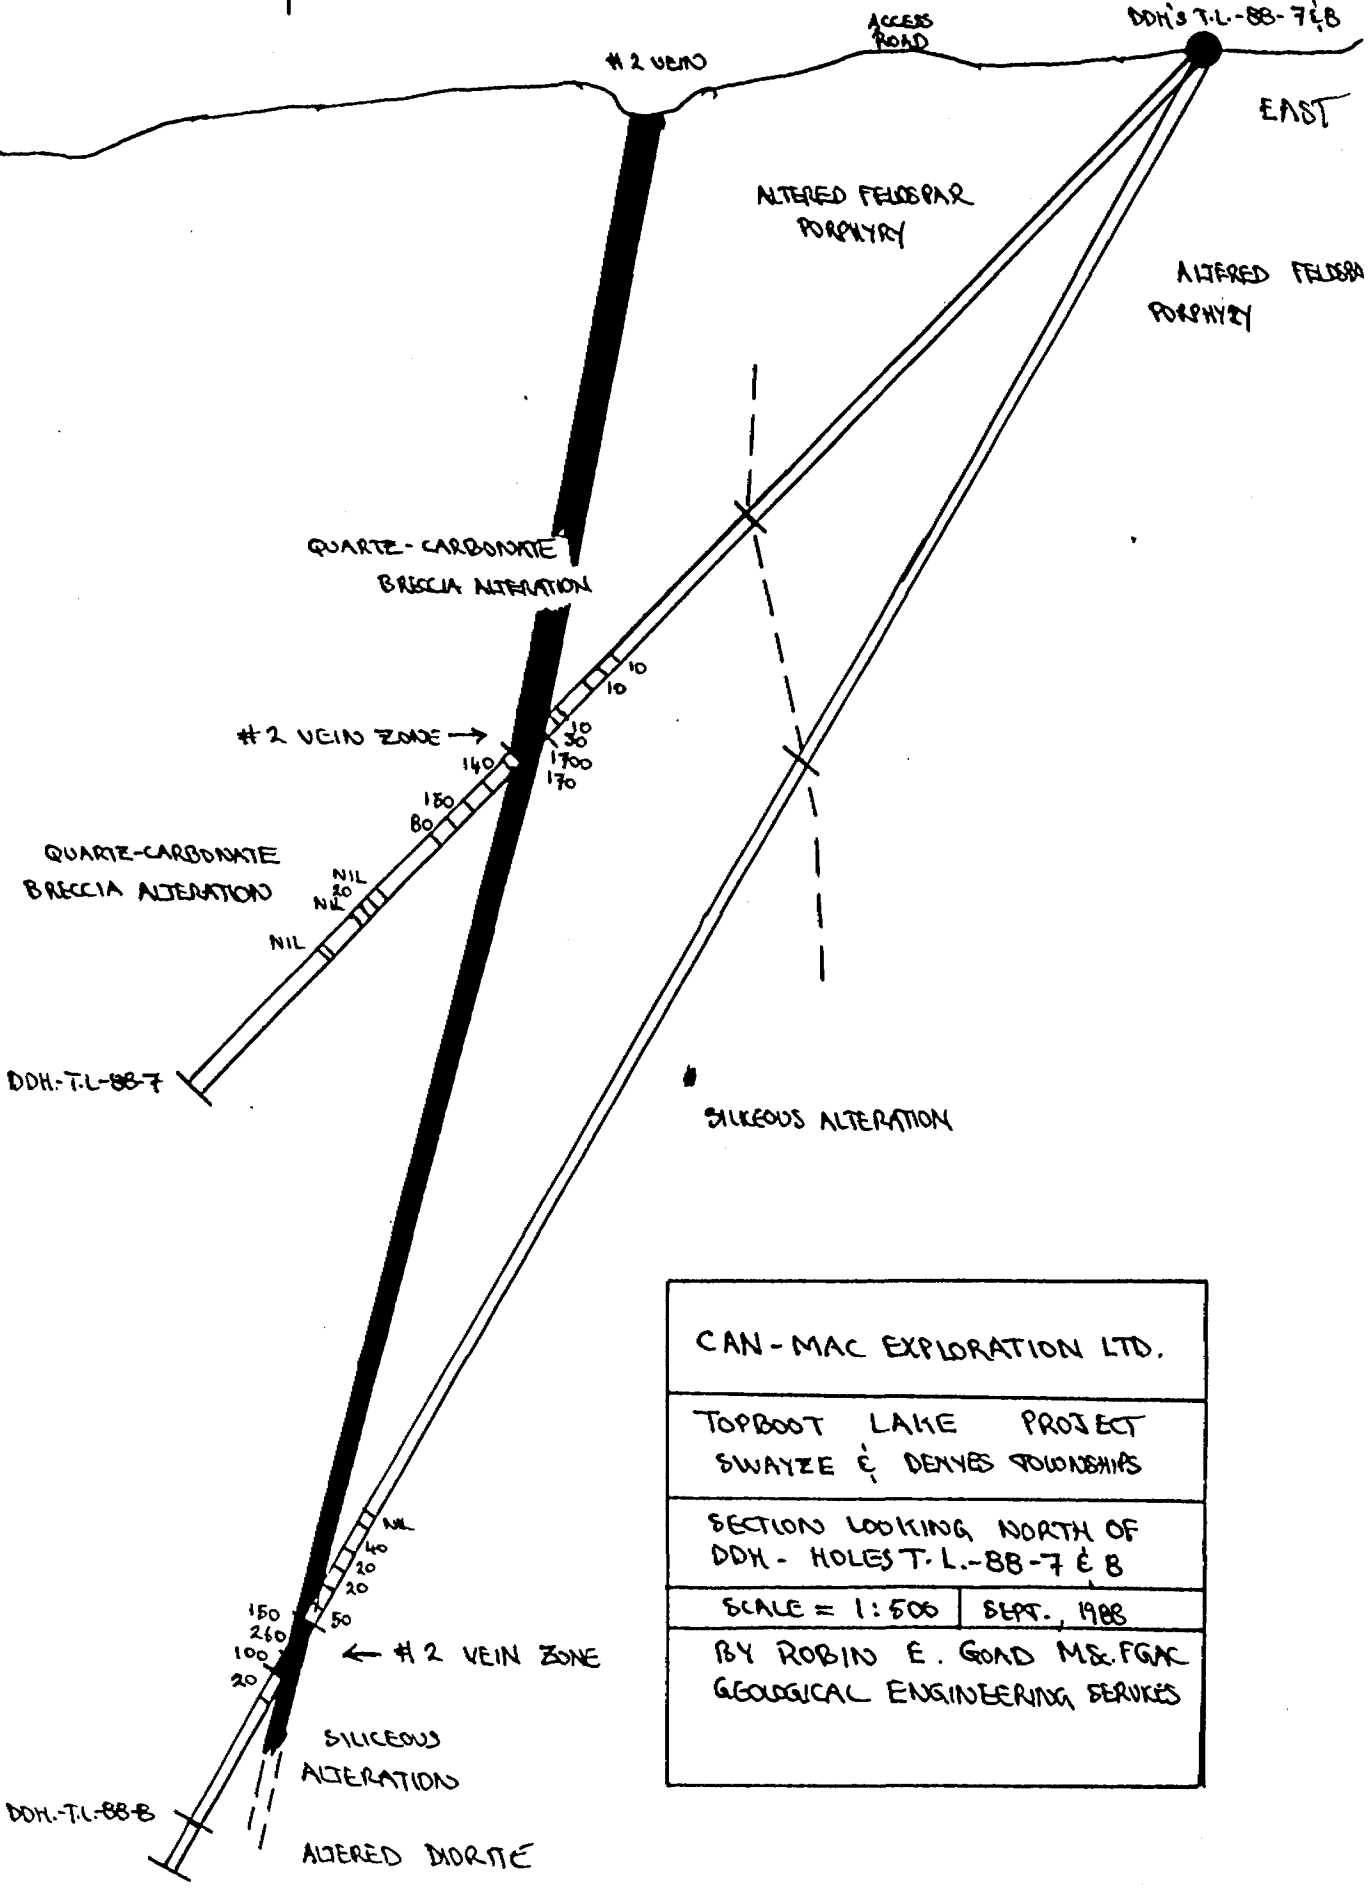 DDH'S T.L.-88-7 & 8
ACCESS
ROAD
# 2 VEIN
EAST
ALTERED FELDSPAR
PORPHYRY
ALTERED FELDSPA
PORPHYRY
QUARTZ-CARBONATE
BRECCIA ALTERATION
10
10
# 2 VEIN ZONE →
10
30
1700
170
140
180
80
QUARTZ-CARBONATE
BRECCIA ALTERATION
NIL
20
NIL
NIL
DDH.-T.L-88-7
SILICEOUS ALTERATION
CAN-MAC EXPLORATION LTD.
TOPBOOT LAKE PROJECT
SWAYZE & DENYES TOWNSHIPS
SECTION LOOKING NORTH OF
DDH - HOLES T.L.-88-7 & 8
SCALE = 1:500 SEPT., 1988
BY ROBIN E. GOAD MSc. FGAC
GEOLOGICAL ENGINEERING SERVICES
NIL
40
20
20
50
150
260
100
20
← # 2 VEIN ZONE
SILICEOUS
ALTERATION
DDH.-T.L.-88-8
ALTERED DIORITE